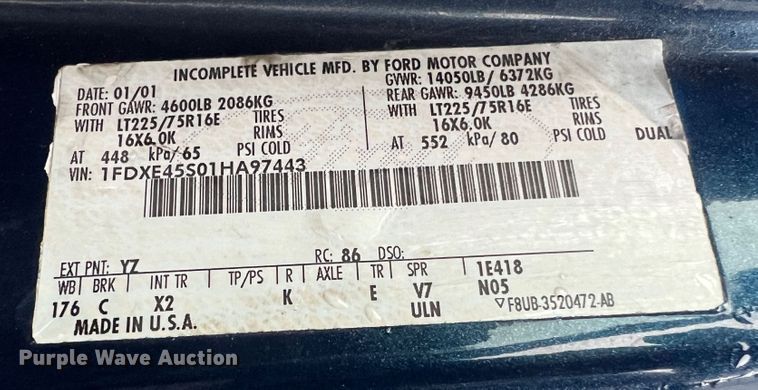 INCOMPLETE VEHICLE MFD. BY FORD MOTOR COMPANY
DATE: 01/01 GVWR: 14050LB/ 6372KG
FRONT GAWR: 4600LB 2086KG REAR GAWR: 9450LB 4286KG
WITH LT225/75R16E TIRES WITH LT225/75R16E TIRES
16X6.0K RIMS 16X6.0K RIMS
AT 448 kPa/65 PSI COLD AT 552 kPa/80 PSI COLD DUAL
VIN: 1FDXE45S01HA97443
EXT PNT: YZ RC: 86 DSO:
WB BRK INT TR TP/PS R AXLE TR SPR 1E418
176 C X2 K E V7 N05
ULN ▽F8UB-3520472-AB
MADE IN U.S.A.
Purple Wave Auction